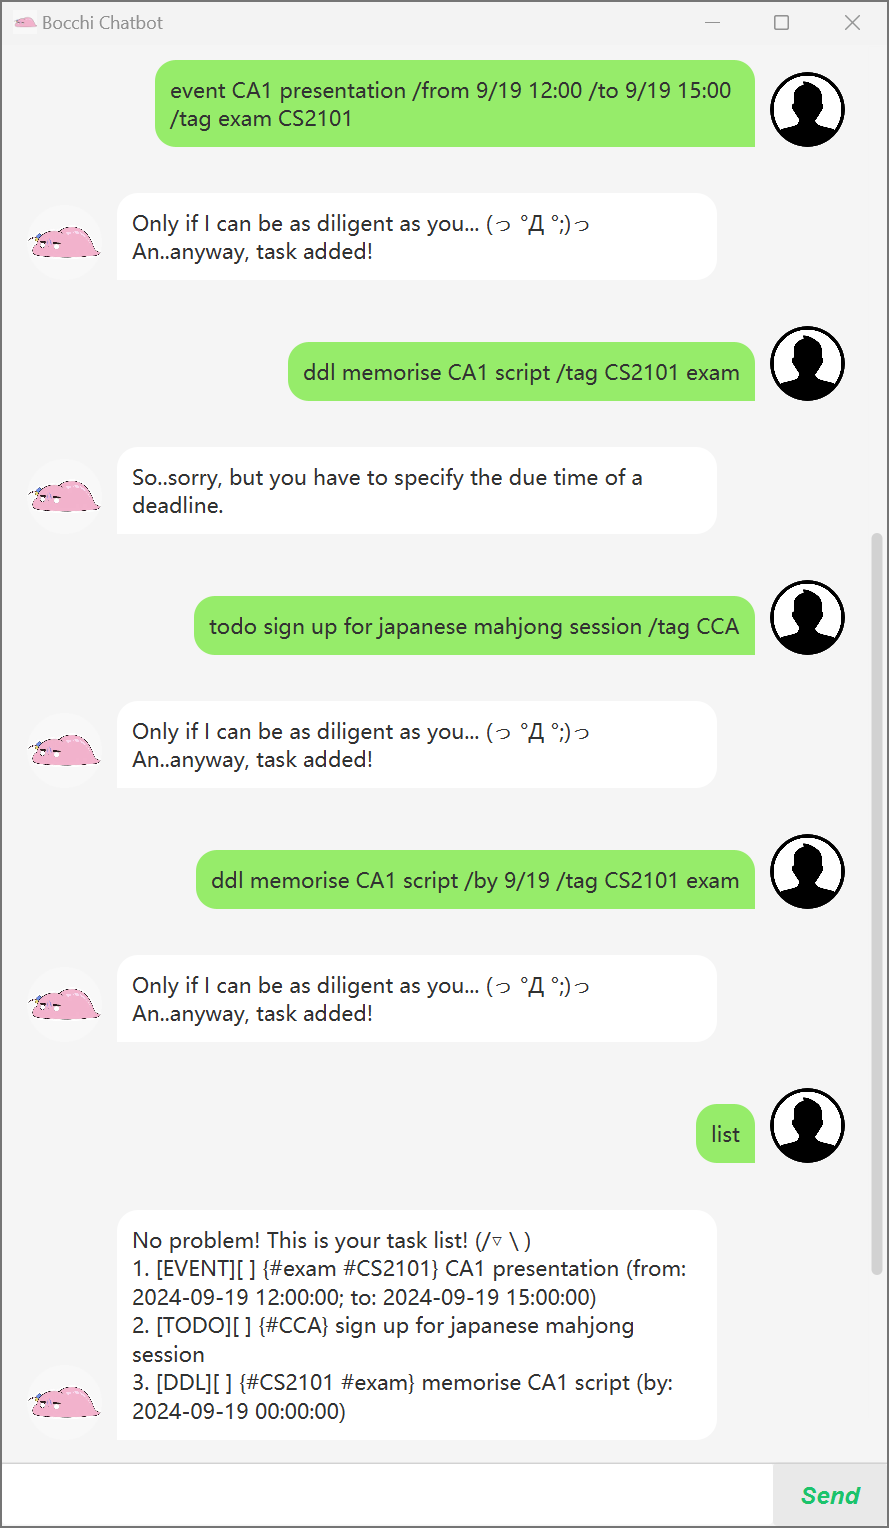 Bocchi Chatbot
event CA1 presentation /from 9/19 12:00 /to 9/19 15:00
/tag exam CS2101
Only if I can be as diligent as you... (っ °Д °;)っ
An..anyway, task added!
ddl memorise CA1 script /tag CS2101 exam
So..sorry, but you have to specify the due time of a
deadline.
todo sign up for japanese mahjong session /tag CCA
Only if I can be as diligent as you... (っ °Д °;)っ
An..anyway, task added!
ddl memorise CA1 script /by 9/19 /tag CS2101 exam
Only if I can be as diligent as you... (っ °Д °;)っ
An..anyway, task added!
list
No problem! This is your task list! (/▿ \ )
1. [EVENT][ ] {#exam #CS2101} CA1 presentation (from:
2024-09-19 12:00:00; to: 2024-09-19 15:00:00)
2. [TODO][ ] {#CCA} sign up for japanese mahjong
session
3. [DDL][ ] {#CS2101 #exam} memorise CA1 script (by:
2024-09-19 00:00:00)
Send